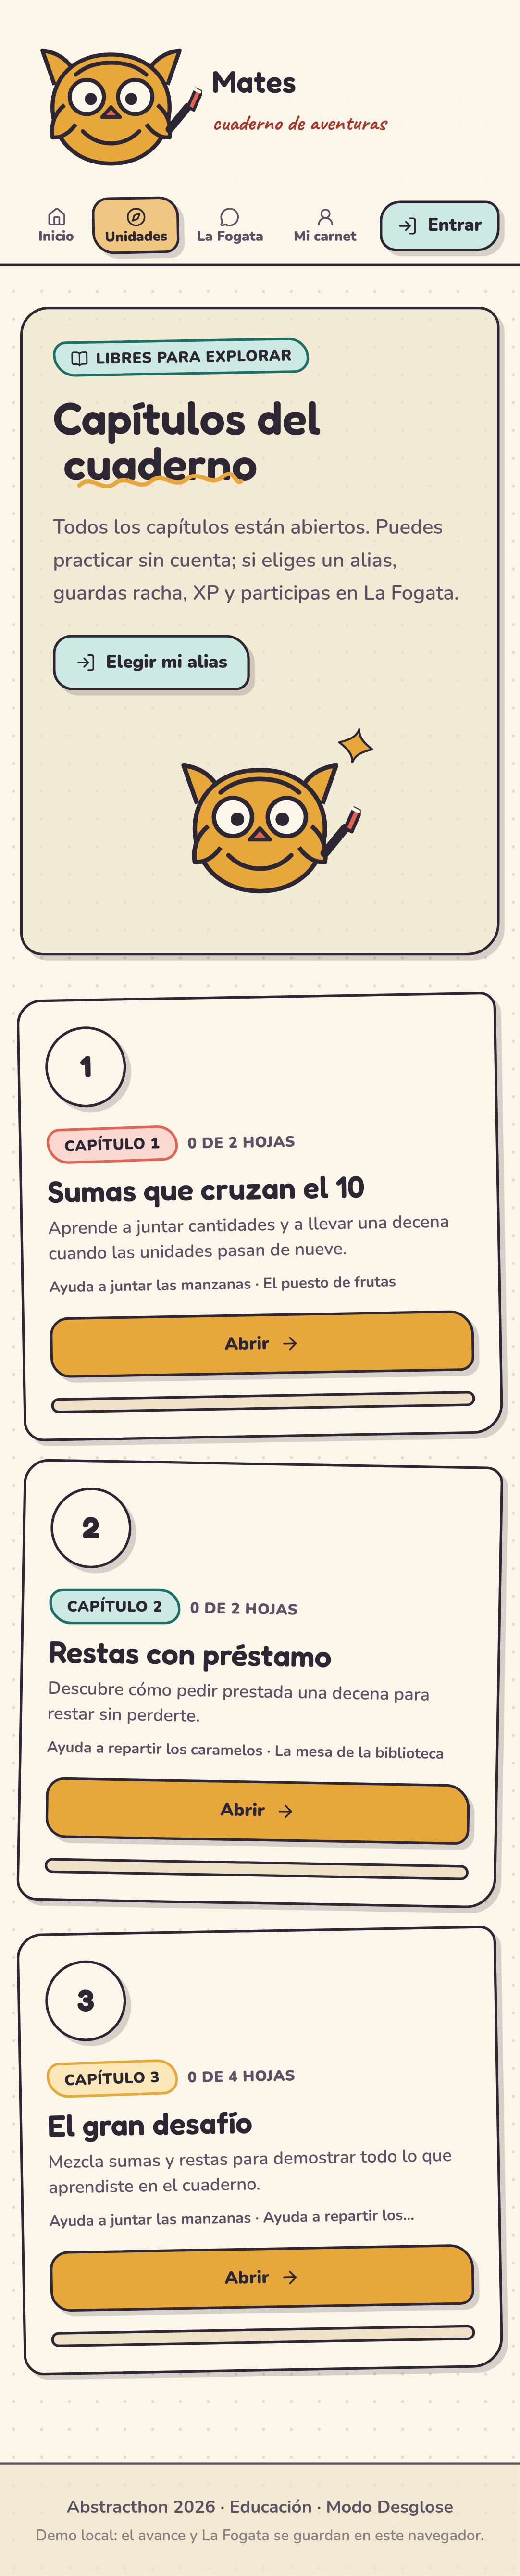 Mates
cuaderno de aventuras
Inicio
Unidades
La Fogata
Mi carnet
Entrar
LIBRES PARA EXPLORAR
Capítulos del
cuaderno
Todos los capítulos están abiertos. Puedes
practicar sin cuenta; si eliges un alias,
guardas racha, XP y participas en La Fogata.
Elegir mi alias
1
CAPÍTULO 1 0 DE 2 HOJAS
Sumas que cruzan el 10
Aprende a juntar cantidades y a llevar una decena
cuando las unidades pasan de nueve.
Ayuda a juntar las manzanas · El puesto de frutas
Abrir →
2
CAPÍTULO 2 0 DE 2 HOJAS
Restas con préstamo
Descubre cómo pedir prestada una decena para
restar sin perderte.
Ayuda a repartir los caramelos · La mesa de la biblioteca
Abrir →
3
CAPÍTULO 3 0 DE 4 HOJAS
El gran desafío
Mezcla sumas y restas para demostrar todo lo que
aprendiste en el cuaderno.
Ayuda a juntar las manzanas · Ayuda a repartir los...
Abrir →
Abstracthon 2026 · Educación · Modo Desglose
Demo local: el avance y La Fogata se guardan en este navegador.